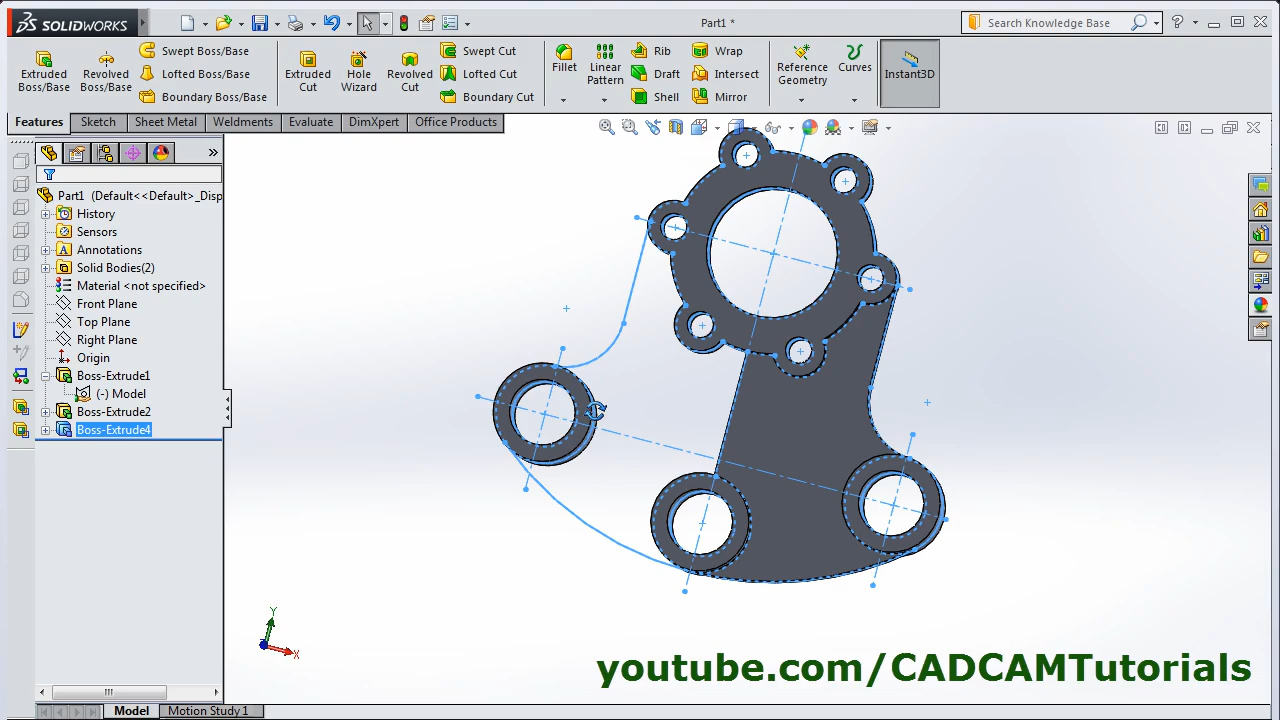 SOLIDWORKS
Part1 *
Search Knowledge Base
Extruded Boss/Base
Revolved Boss/Base
Swept Boss/Base
Lofted Boss/Base
Boundary Boss/Base
Extruded Cut
Hole Wizard
Revolved Cut
Swept Cut
Lofted Cut
Boundary Cut
Fillet
Linear Pattern
Rib
Draft
Shell
Wrap
Intersect
Mirror
Reference Geometry
Curves
Instant3D
Features
Sketch
Sheet Metal
Weldments
Evaluate
DimXpert
Office Products
Part1 (Default<<Default>_Disp
History
Sensors
Annotations
Solid Bodies(2)
Material <not specified>
Front Plane
Top Plane
Right Plane
Origin
Boss-Extrude1
(-) Model
Boss-Extrude2
Boss-Extrude4
Y
X
youtube.com/CADCAMTutorials
Model
Motion Study 1